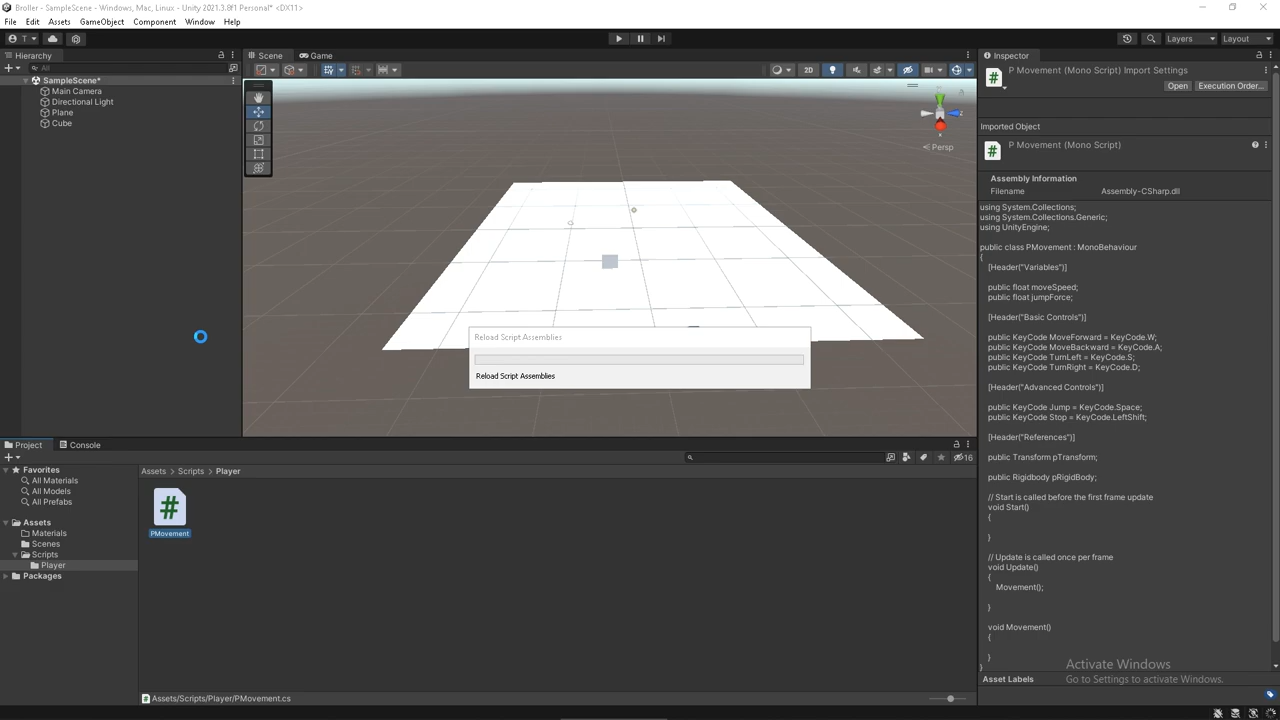 Broller - SampleScene - Windows, Mac, Linux - Unity 2021.3.8f1 Personal* <DX11>
File Edit Assets GameObject Component Window Help
T
Layers Layout
Hierarchy
All
SampleScene*
Main Camera
Directional Light
Plane
Cube
Scene Game
2D
z
< Persp
Reload Script Assemblies
Reload Script Assemblies
Inspector
P Movement (Mono Script) Import Settings
Open Execution Order...
Imported Object
P Movement (Mono Script)
Assembly Information
Filename Assembly-CSharp.dll
using System.Collections;
using System.Collections.Generic;
using UnityEngine;
public class PMovement : MonoBehaviour
{
[Header("Variables")]
public float moveSpeed;
public float jumpForce;
[Header("Basic Controls")]
public KeyCode MoveForward = KeyCode.W;
public KeyCode MoveBackward = KeyCode.A;
public KeyCode TurnLeft = KeyCode.S;
public KeyCode TurnRight = KeyCode.D;
[Header("Advanced Controls")]
public KeyCode Jump = KeyCode.Space;
public KeyCode Stop = KeyCode.LeftShift;
[Header("References")]
public Transform pTransform;
public Rigidbody pRigidBody;
// Start is called before the first frame update
void Start()
{
}
// Update is called once per frame
void Update()
{
Movement();
}
void Movement()
{
}
}
Asset Labels
Activate Windows
Go to Settings to activate Windows.
Project Console
16
Favorites
All Materials
All Models
All Prefabs
Assets
Materials
Scenes
Scripts
Player
Packages
Assets > Scripts > Player
#
PMovement
Assets/Scripts/Player/PMovement.cs